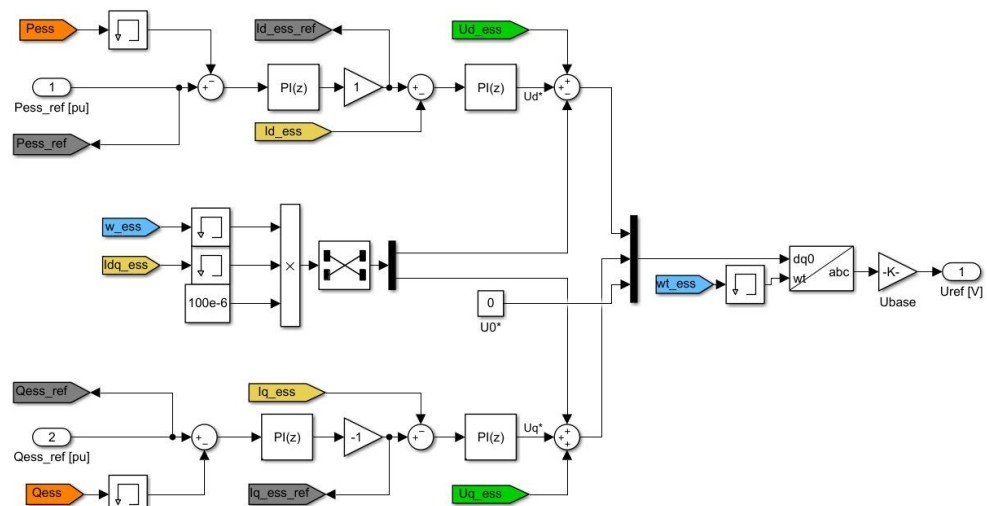 Pess
Id_ess_ref
Ud_ess
1
PI(z)
1
PI(z)
Ud*
Pess_ref [pu]
Id_ess
Pess_ref
w_ess
Idq_ess
×
100e-6
0
U0*
wt_ess
dq0
wt
abc
-K-
Ubase
1
Uref [V]
Qess_ref
Iq_ess
2
PI(z)
-1
PI(z)
Uq*
Qess_ref [pu]
Qess
Iq_ess_ref
Uq_ess